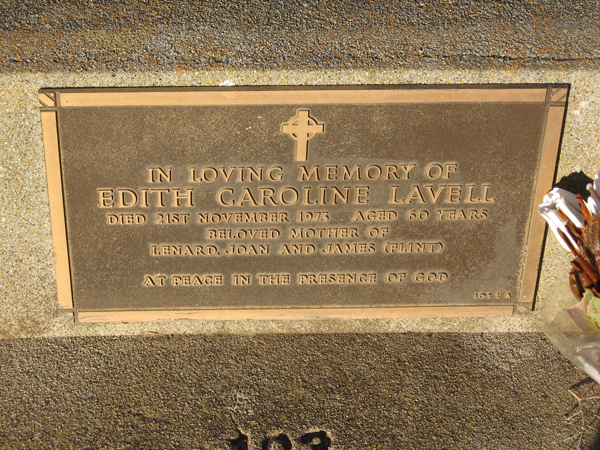 IN LOVING MEMORY OF
EDITH CAROLINE LAVELL
DIED 21ST NOVEMBER 1973 AGED 60 YEARS
BELOVED MOTHER OF
LENARD, JOAN AND JAMES (FLINT)
AT PEACE IN THE PRESENCE OF GOD